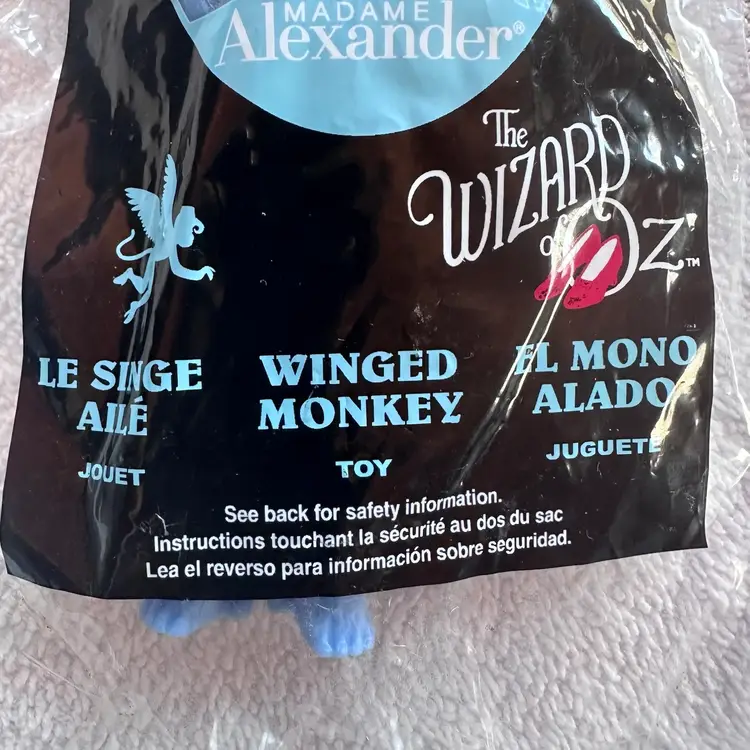 MADAME
Alexander®
The
WIZARD
of OZ™
LE SINGE
AILÉ
JOUET
WINGED
MONKEY
TOY
EL MONO
ALADO
JUGUETE
See back for safety information.
Instructions touchant la sécurité au dos du sac
Lea el reverso para información sobre seguridad.